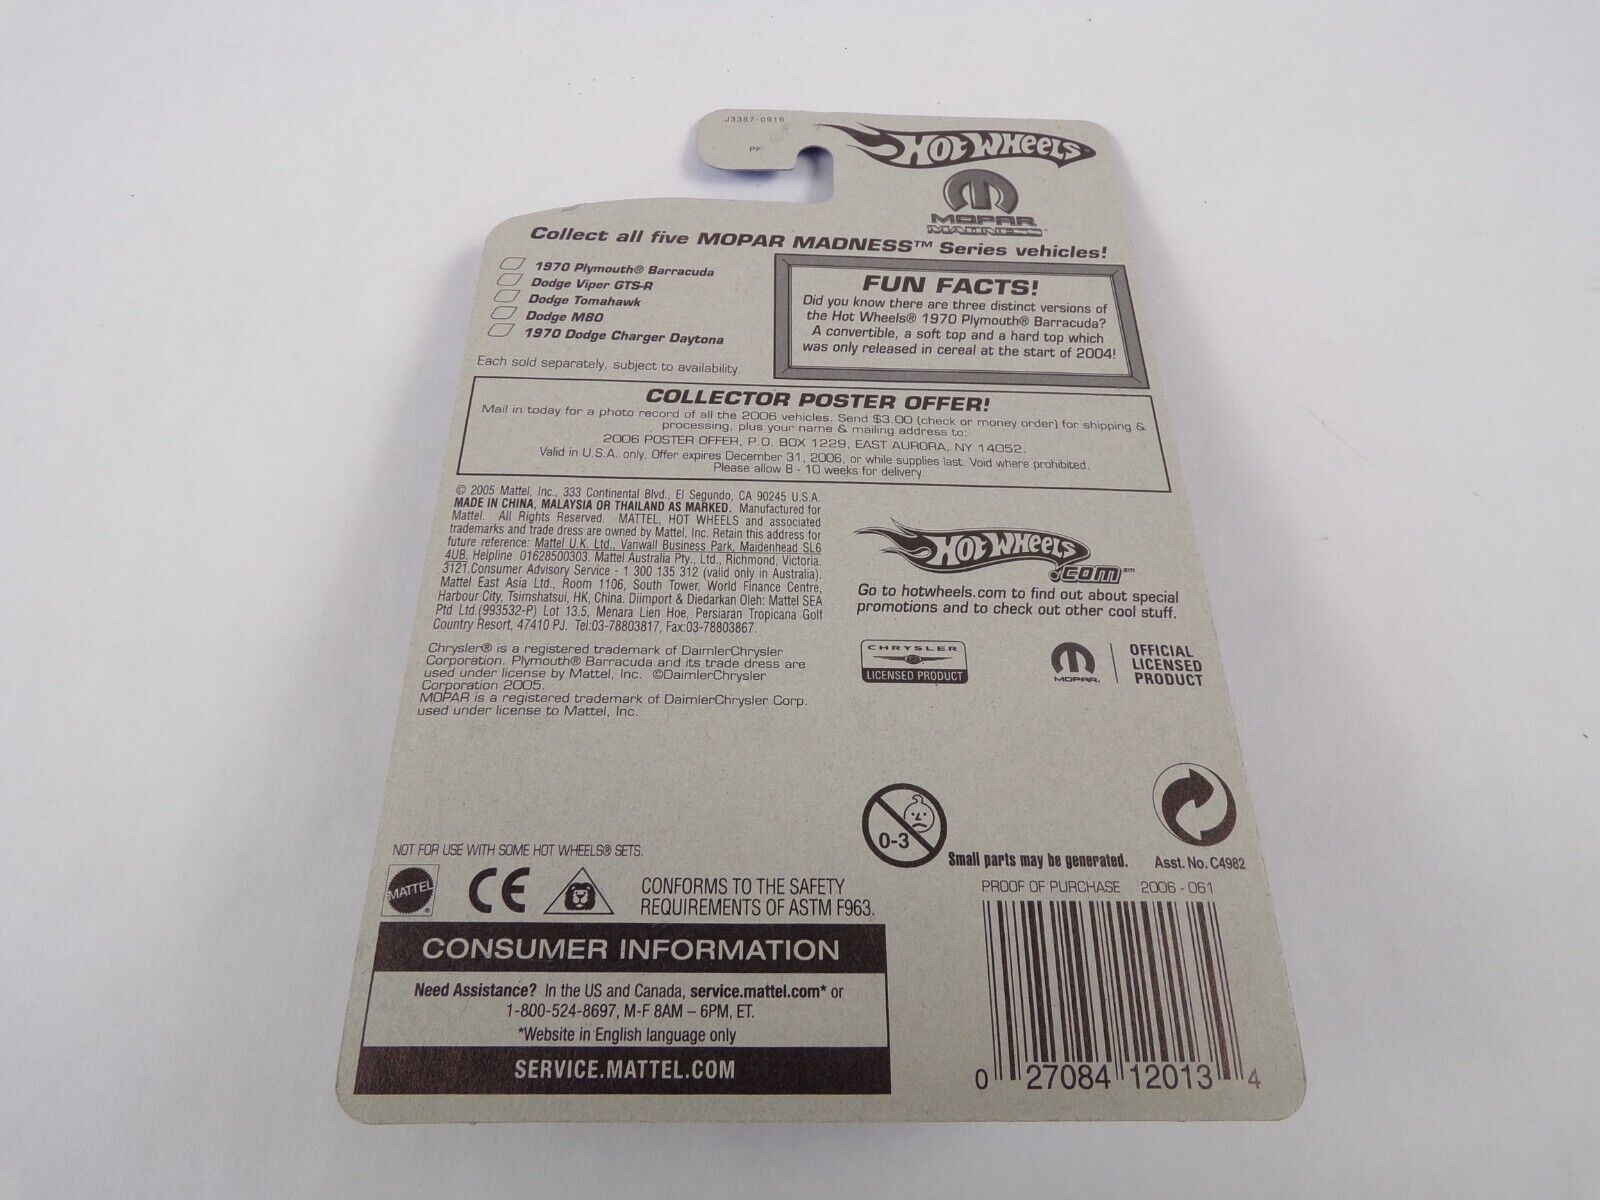 J3387-0916
PP
HOT WHEELS
MOPAR
MADNESS™
Collect all five MOPAR MADNESS™ Series vehicles!
1970 Plymouth® Barracuda
Dodge Viper GTS-R
Dodge Tomahawk
Dodge M80
1970 Dodge Charger Daytona
Each sold separately, subject to availability.
FUN FACTS!
Did you know there are three distinct versions of
the Hot Wheels® 1970 Plymouth® Barracuda?
A convertible, a soft top and a hard top which
was only released in cereal at the start of 2004!
COLLECTOR POSTER OFFER!
Mail in today for a photo record of all the 2006 vehicles. Send $3.00 (check or money order) for shipping &
processing, plus your name & mailing address to:
2006 POSTER OFFER, P.O. BOX 1229, EAST AURORA, NY 14052.
Valid in U.S.A. only. Offer expires December 31, 2006, or while supplies last. Void where prohibited.
Please allow 8 - 10 weeks for delivery.
© 2005 Mattel, Inc., 333 Continental Blvd., El Segundo, CA 90245 U.S.A.
MADE IN CHINA, MALAYSIA OR THAILAND AS MARKED. Manufactured for
Mattel. All Rights Reserved. MATTEL, HOT WHEELS and associated
trademarks and trade dress are owned by Mattel, Inc. Retain this address for
future reference: Mattel U.K. Ltd., Vanwall Business Park, Maidenhead SL6
4UB. Helpline 01628500303. Mattel Australia Pty., Ltd., Richmond, Victoria.
3121.Consumer Advisory Service - 1 300 135 312 (valid only in Australia).
Mattel East Asia Ltd., Room 1106, South Tower, World Finance Centre,
Harbour City, Tsimshatsui, HK, China. Diimport & Diedarkan Oleh: Mattel SEA
Ptd Ltd.(993532-P) Lot 13.5, Menara Lien Hoe, Persiaran Tropicana Golf
Country Resort, 47410 PJ. Tel:03-78803817, Fax:03-78803867.
Chrysler® is a registered trademark of DaimlerChrysler
Corporation. Plymouth® Barracuda and its trade dress are
used under license by Mattel, Inc. ©DaimlerChrysler
Corporation 2005.
MOPAR is a registered trademark of DaimlerChrysler Corp.
used under license to Mattel, Inc.
HOT WHEELS
.COM℠
Go to hotwheels.com to find out about special
promotions and to check out other cool stuff.
CHRYSLER
LICENSED PRODUCT
MOPAR.
OFFICIAL
LICENSED
PRODUCT
0-3
Small parts may be generated.
Asst. No. C4982
NOT FOR USE WITH SOME HOT WHEELS® SETS.
MATTEL®
CE
CONFORMS TO THE SAFETY
REQUIREMENTS OF ASTM F963.
PROOF OF PURCHASE 2006 - 061
0 27084 12013 4
CONSUMER INFORMATION
Need Assistance? In the US and Canada, service.mattel.com* or
1-800-524-8697, M-F 8AM – 6PM, ET.
*Website in English language only
SERVICE.MATTEL.COM